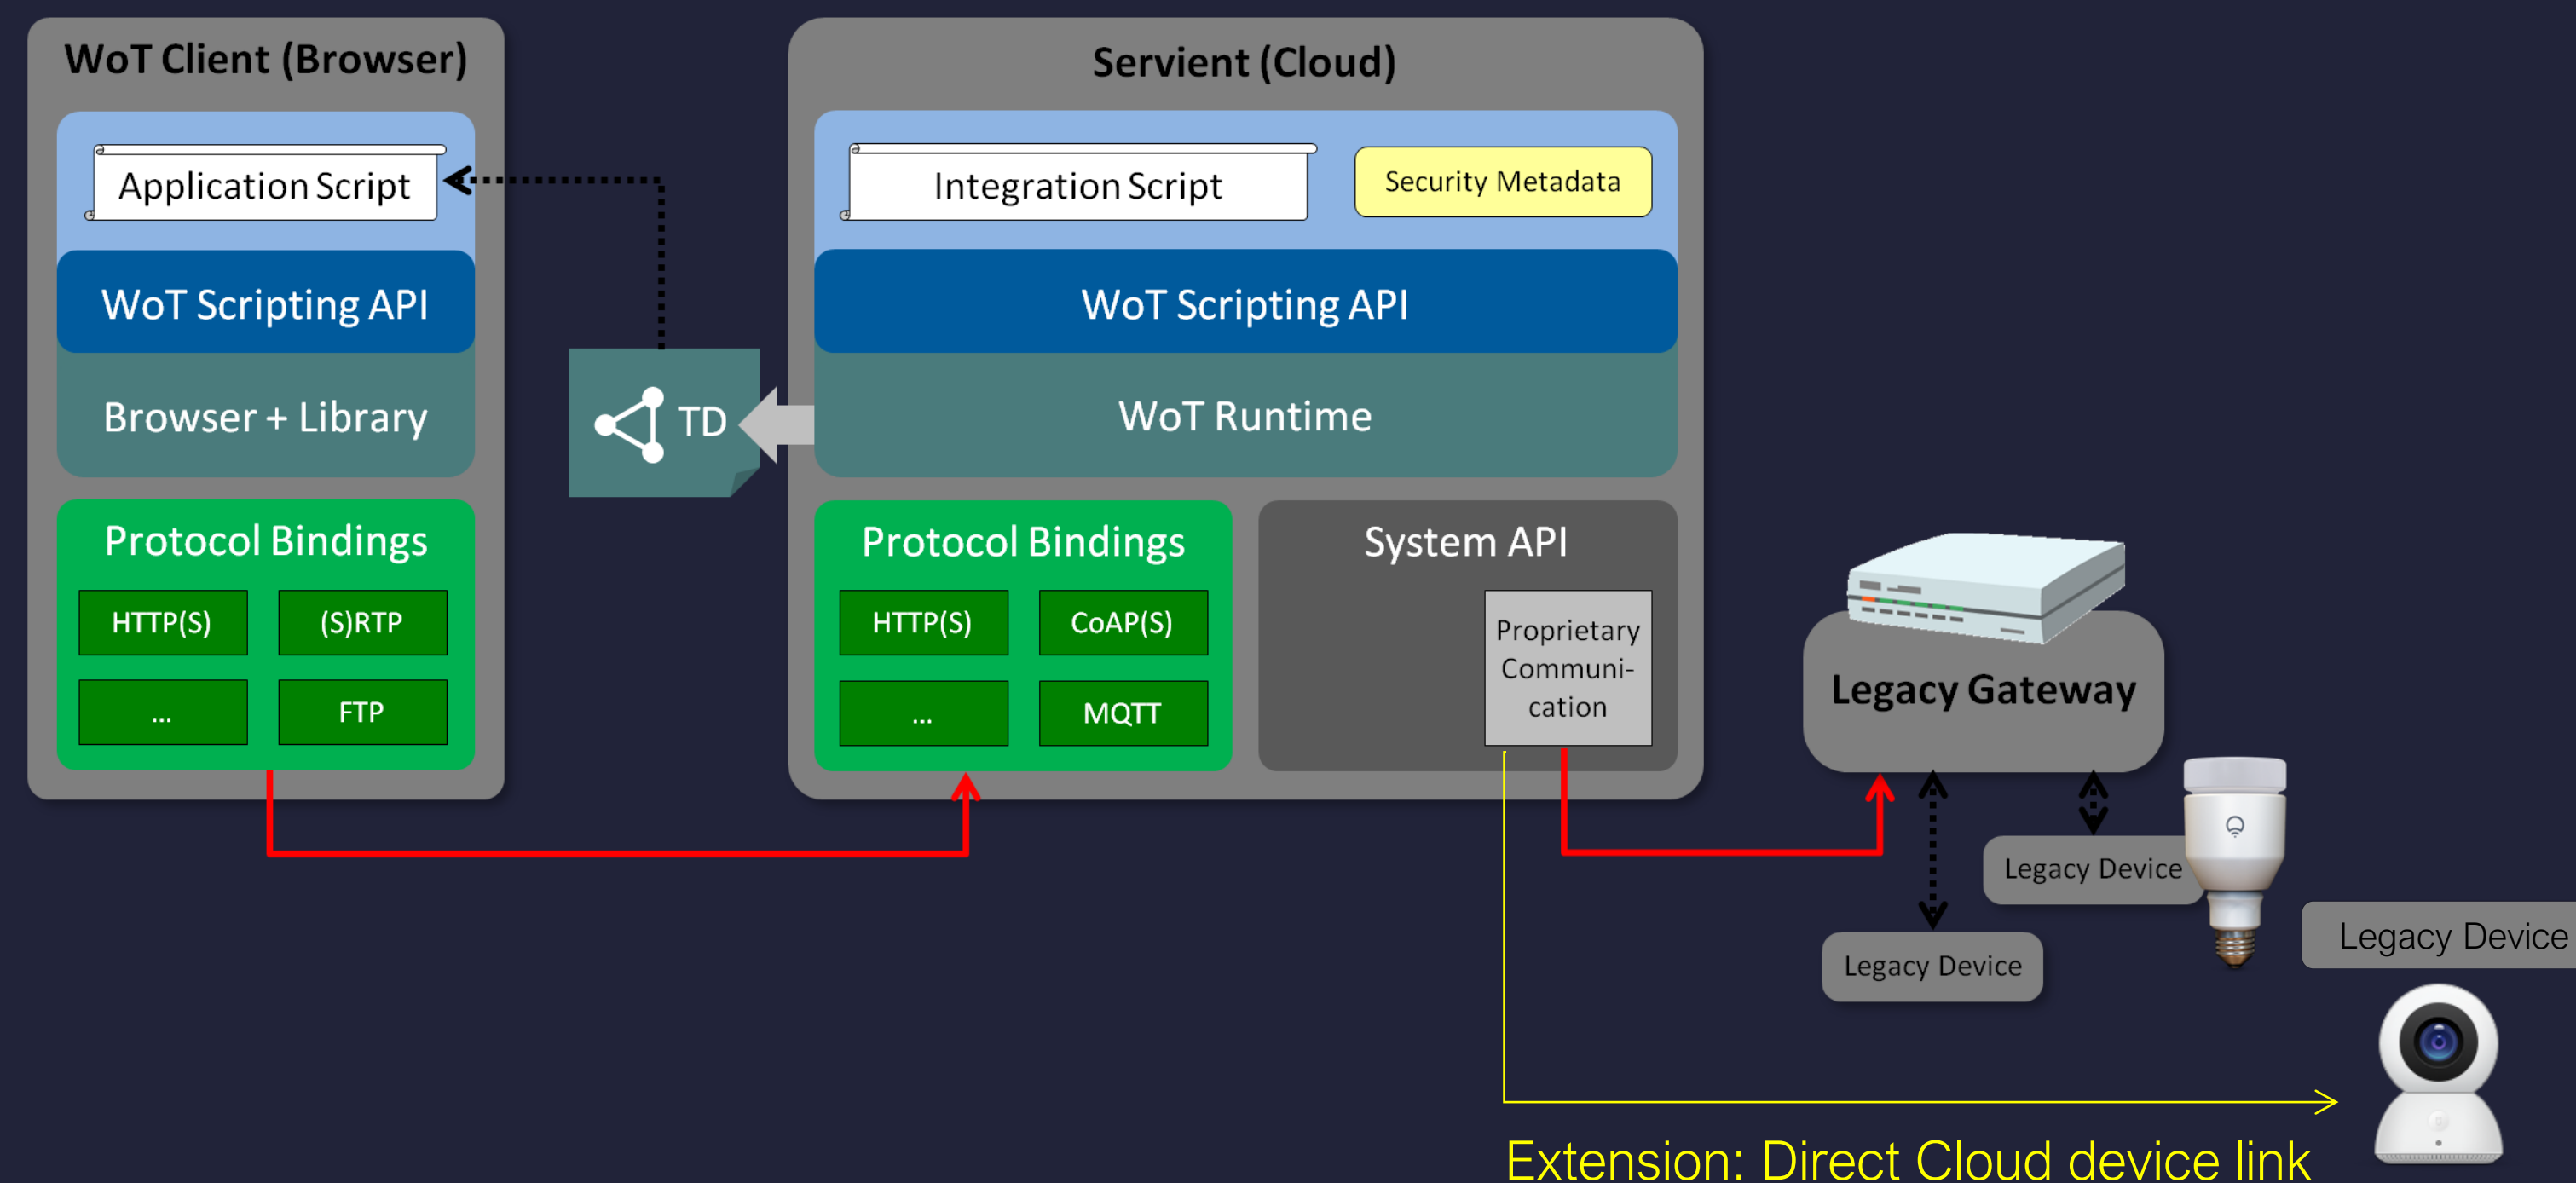 WoT Client (Browser)
Application Script
WoT Scripting API
Browser + Library
Protocol Bindings
HTTP(S)
(S)RTP
...
FTP
TD
Servient (Cloud)
Integration Script
Security Metadata
WoT Scripting API
WoT Runtime
Protocol Bindings
HTTP(S)
CoAP(S)
...
MQTT
System API
Proprietary
Communi-
cation
Legacy Gateway
Legacy Device
Legacy Device
Legacy Device
Extension: Direct Cloud device link